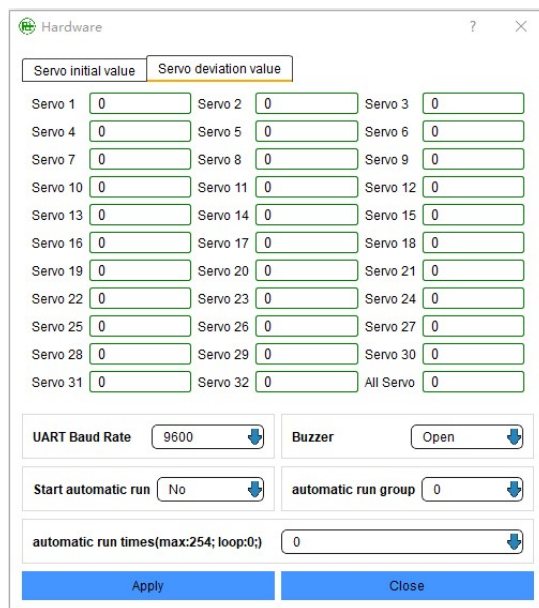 Hardware ? ×
Servo initial value Servo deviation value
Servo 1 0 Servo 2 0 Servo 3 0
Servo 4 0 Servo 5 0 Servo 6 0
Servo 7 0 Servo 8 0 Servo 9 0
Servo 10 0 Servo 11 0 Servo 12 0
Servo 13 0 Servo 14 0 Servo 15 0
Servo 16 0 Servo 17 0 Servo 18 0
Servo 19 0 Servo 20 0 Servo 21 0
Servo 22 0 Servo 23 0 Servo 24 0
Servo 25 0 Servo 26 0 Servo 27 0
Servo 28 0 Servo 29 0 Servo 30 0
Servo 31 0 Servo 32 0 All Servo 0
UART Baud Rate 9600 Buzzer Open
Start automatic run No automatic run group 0
automatic run times(max:254; loop:0;) 0
Apply Close